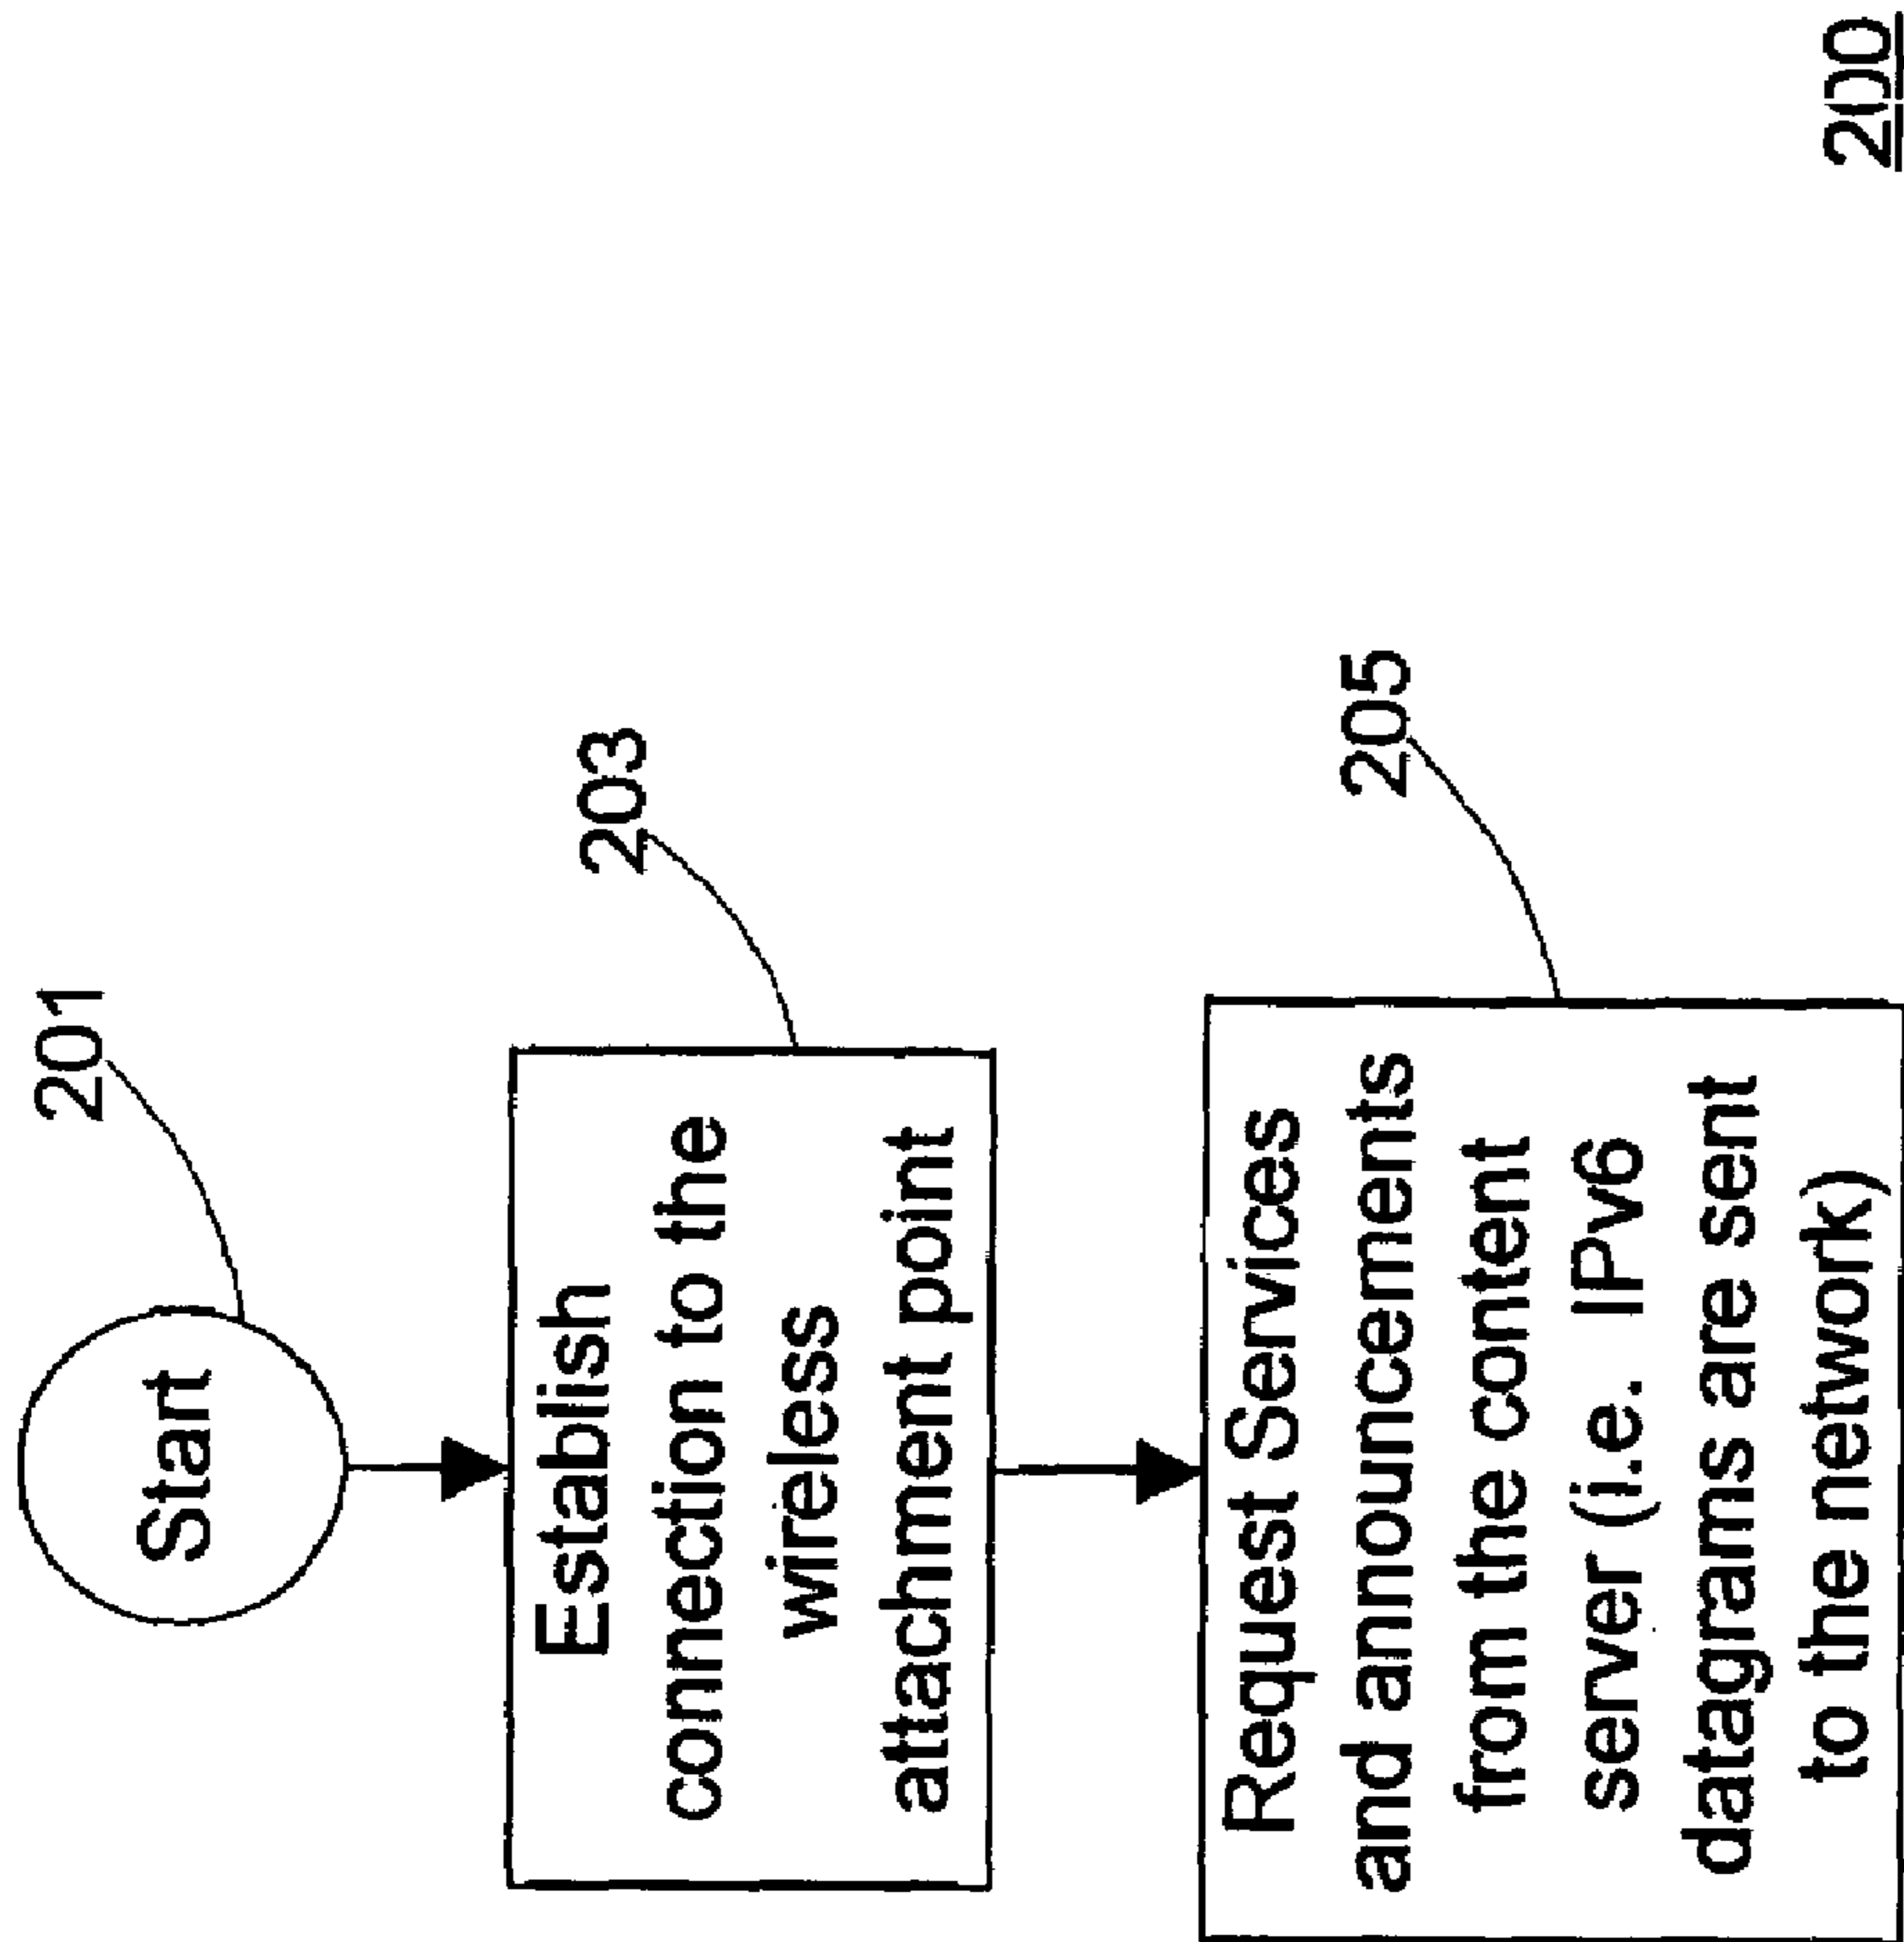 201
Start
203
Establish
connection to the
wireless
attachment point
205
Request Services
and announcements
from the content
server (i.e. IPv6
datagrams are sent
to the network)
200